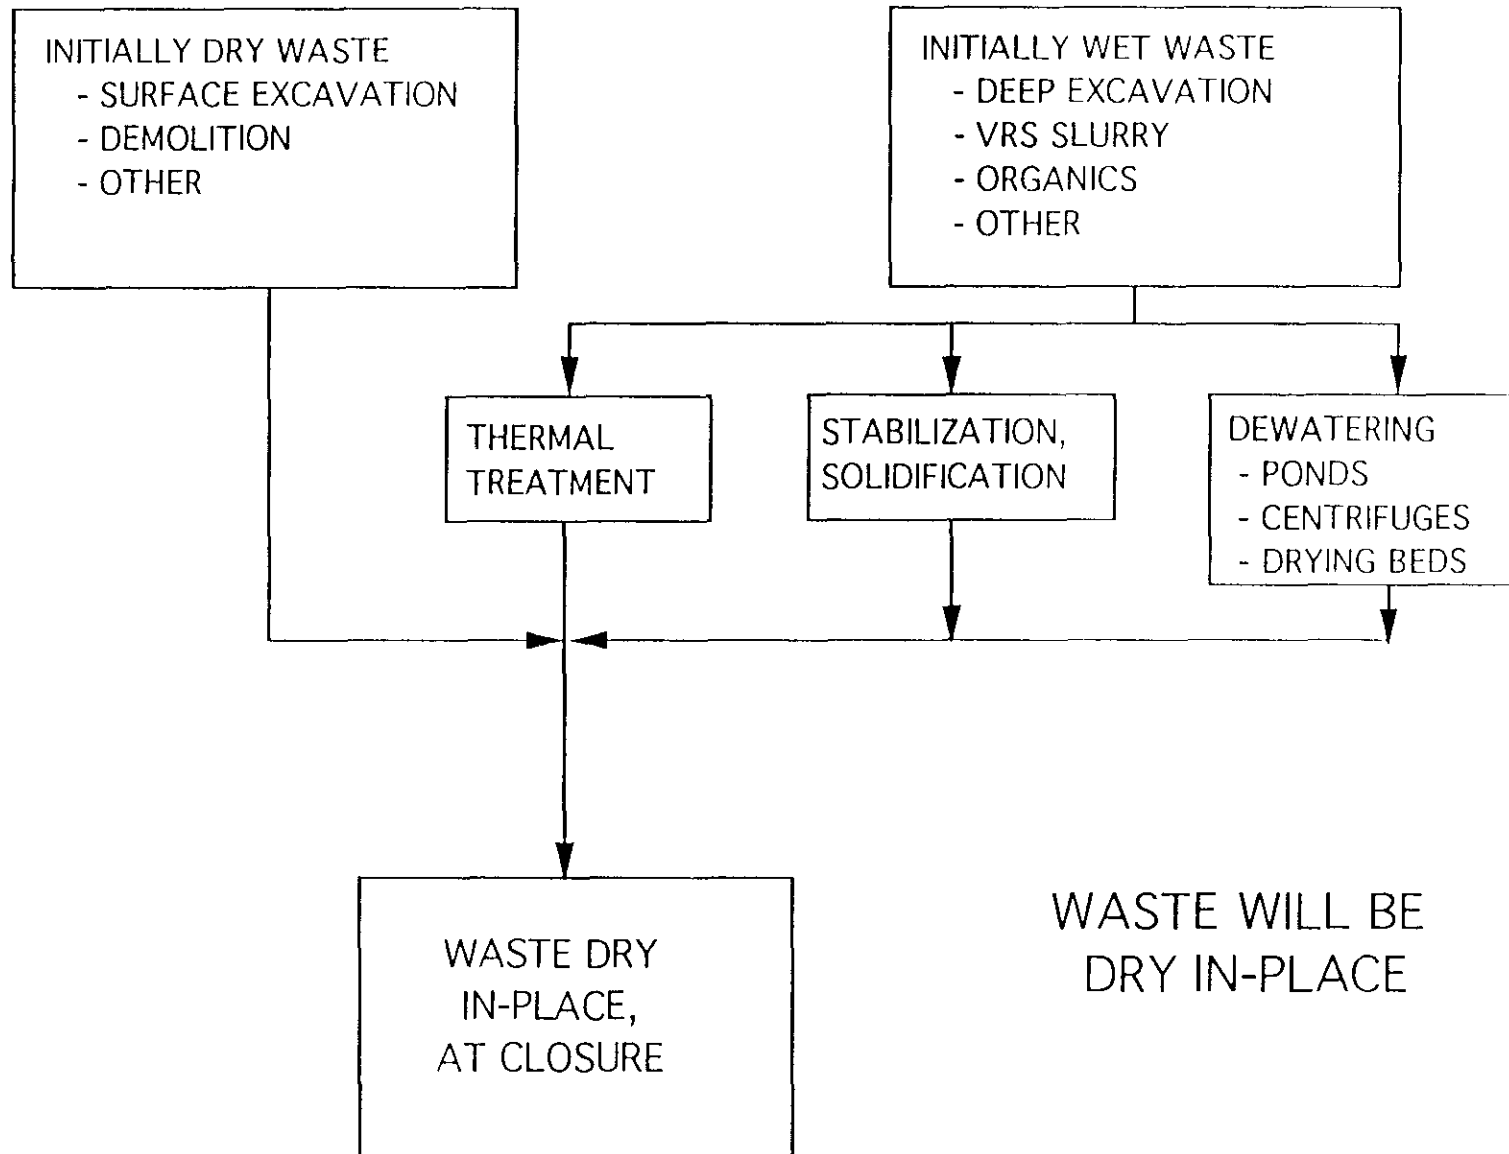 INITIALLY DRY WASTE
- SURFACE EXCAVATION
- DEMOLITION
- OTHER
INITIALLY WET WASTE
- DEEP EXCAVATION
- VRS SLURRY
- ORGANICS
- OTHER
THERMAL
TREATMENT
STABILIZATION,
SOLIDIFICATION
DEWATERING
- PONDS
- CENTRIFUGES
- DRYING BEDS
WASTE DRY
IN-PLACE,
AT CLOSURE
WASTE WILL BE
DRY IN-PLACE